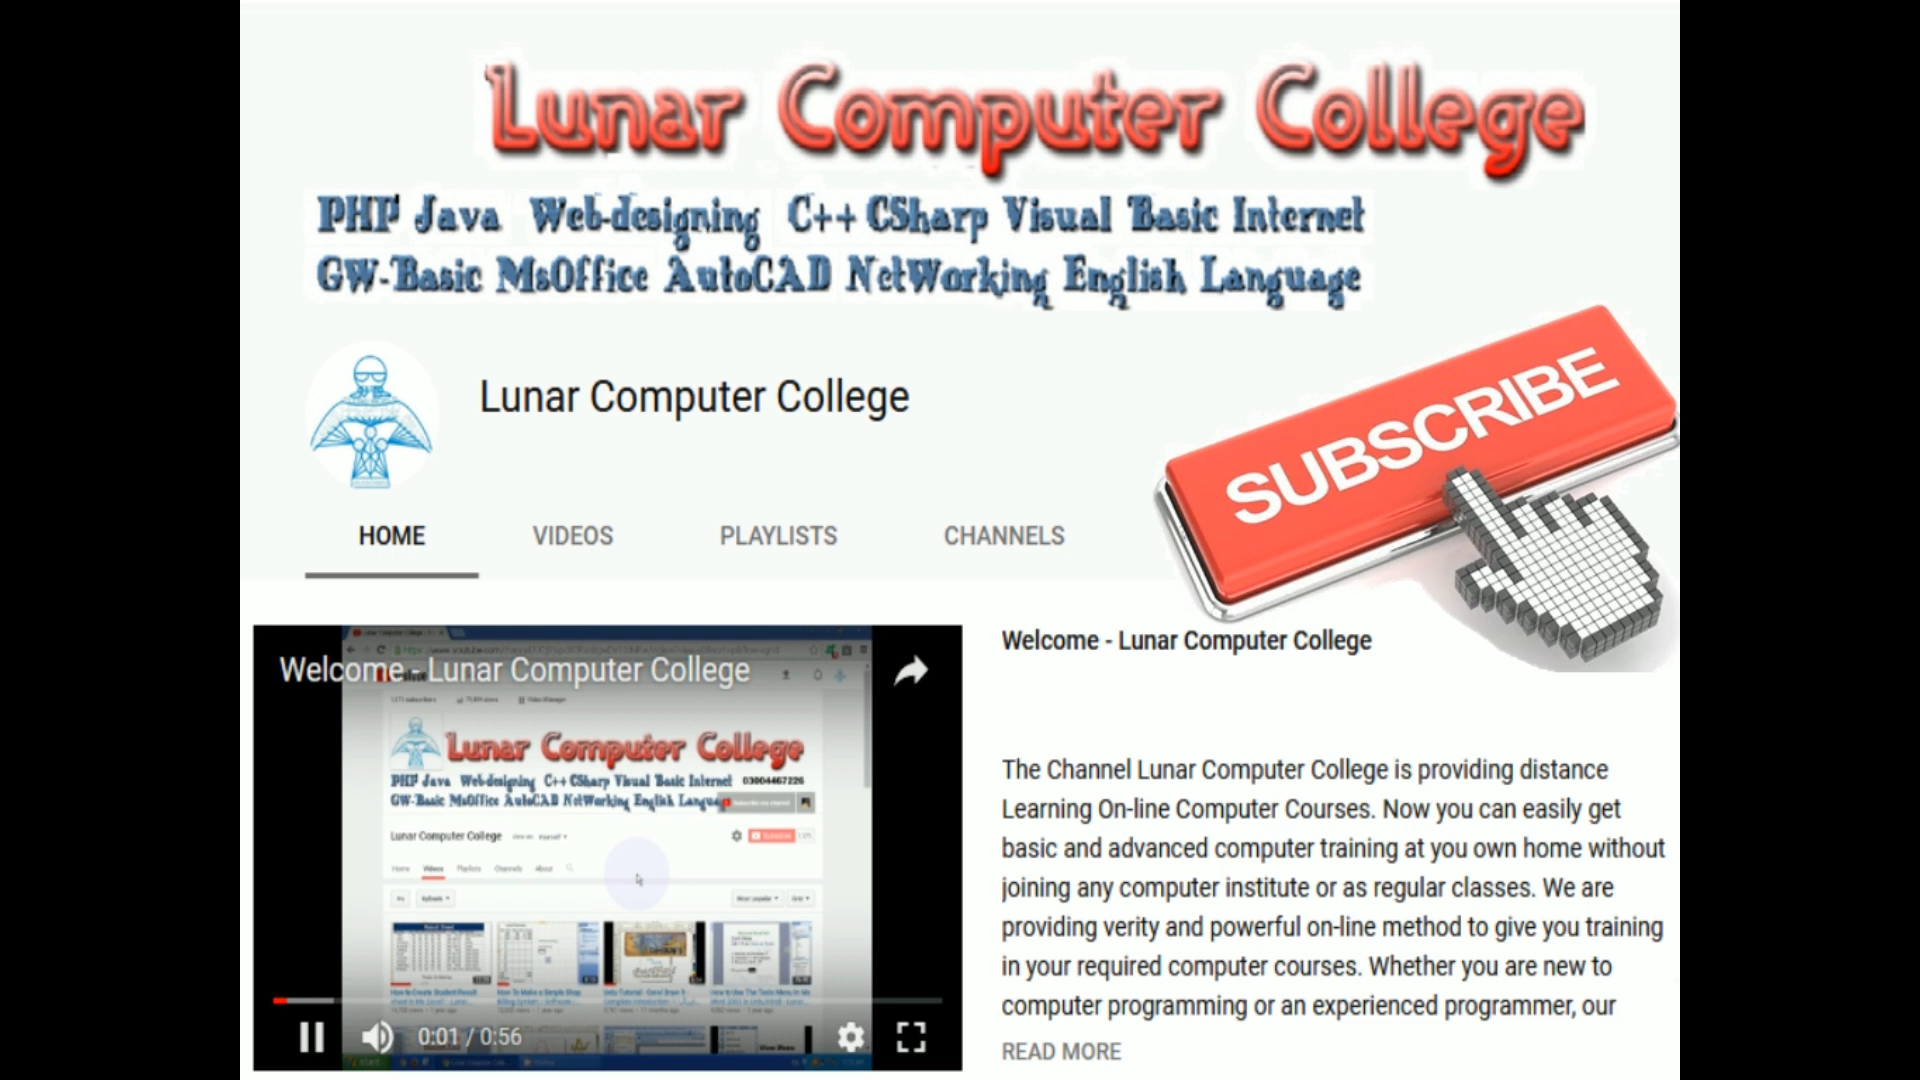 Lunar Computer College
PHP Java Web-designing C++ CSharp Visual Basic Internet
GW-Basic MsOffice AutoCAD NetWorking English Language
Lunar Computer College
SUBSCRIBE
HOME VIDEOS PLAYLISTS CHANNELS
Welcome - Lunar Computer College
Lunar Computer College
PHP Java Web-designing C++ CSharp Visual Basic Internet 03004467226
GW-Basic MsOffice AutoCAD NetWorking English
Lunar Computer College
Home Videos Playlists Channels About
0:01 / 0:56
Welcome - Lunar Computer College
The Channel Lunar Computer College is providing distance
Learning On-line Computer Courses. Now you can easily get
basic and advanced computer training at you own home without
joining any computer institute or as regular classes. We are
providing verity and powerful on-line method to give you training
in your required computer courses. Whether you are new to
computer programming or an experienced programmer, our
READ MORE